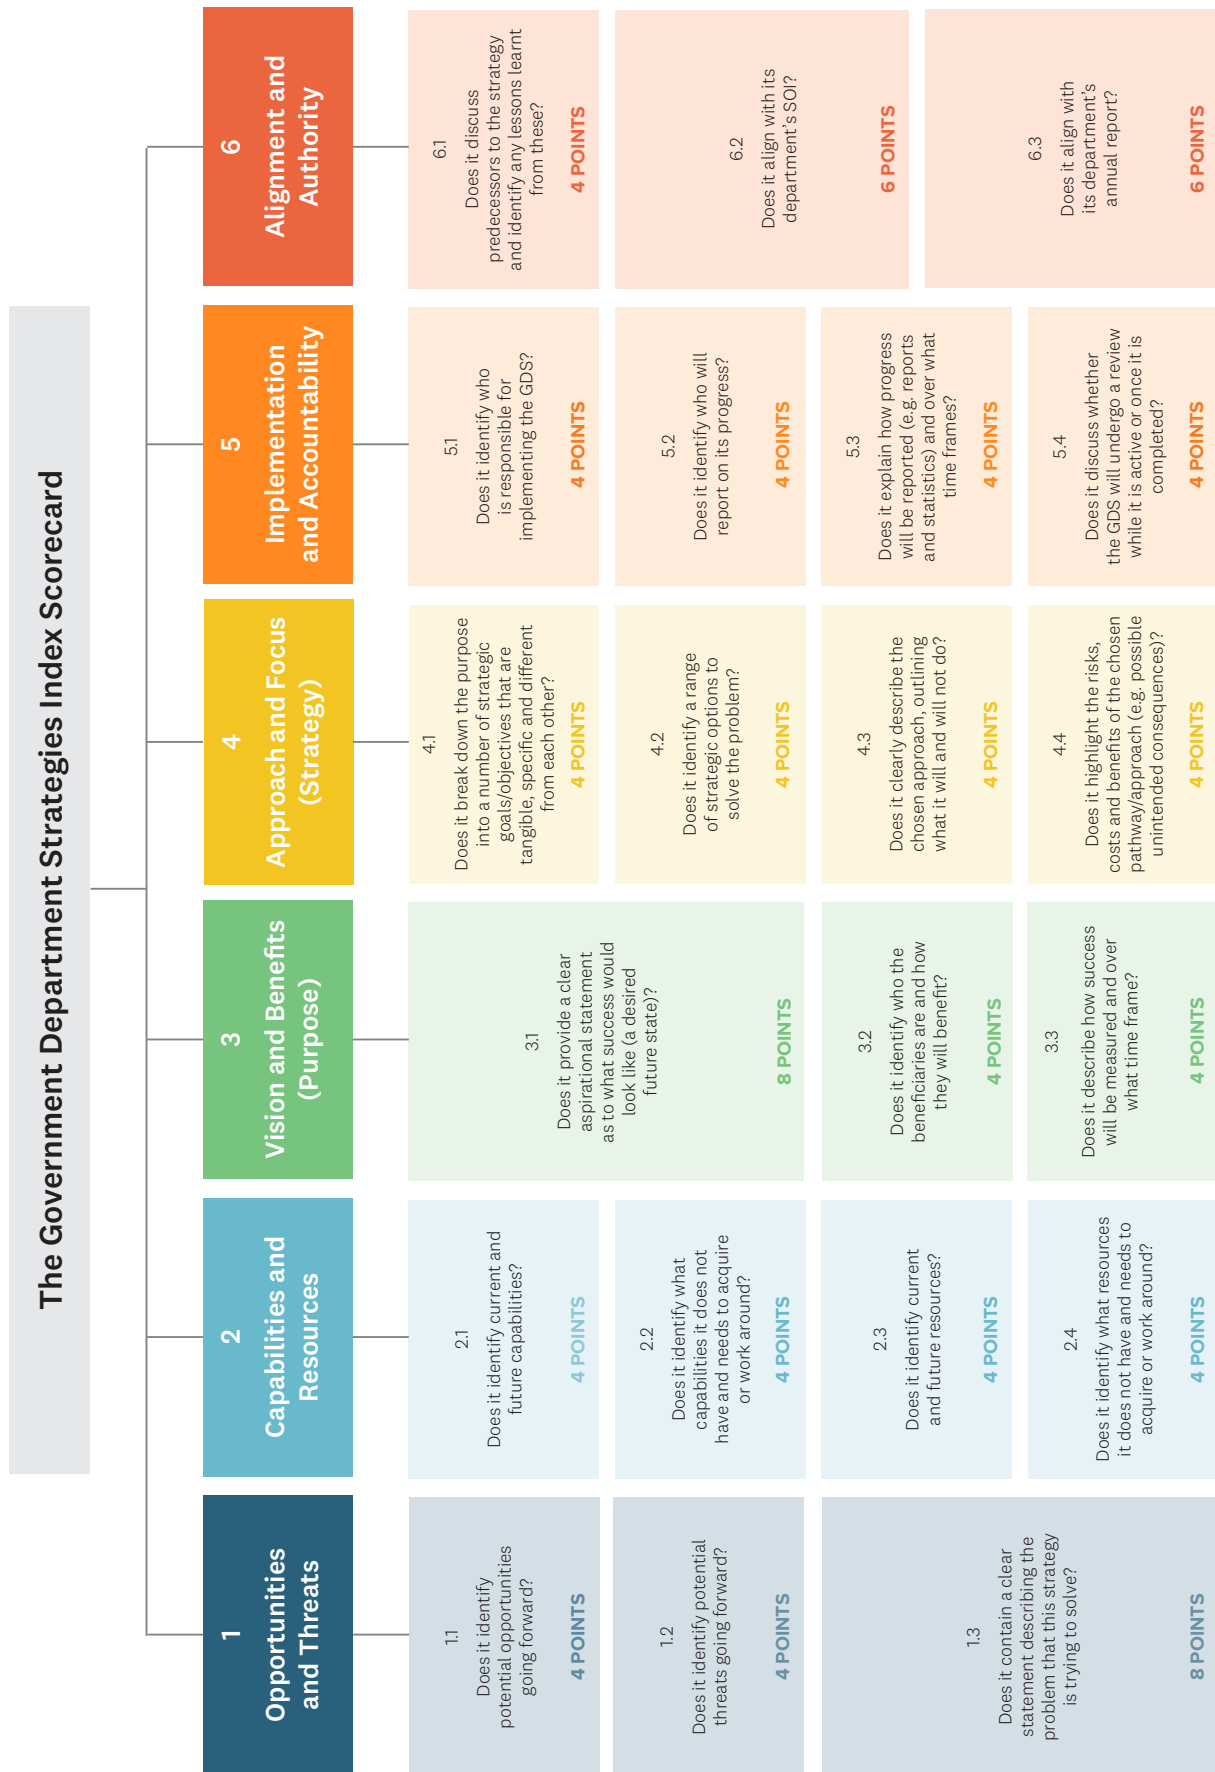 The Government Department Strategies Index Scorecard
1
Opportunities
and Threats
1.1
Does it identify
potential opportunities
going forward?
4 POINTS
1.2
Does it identify potential
threats going forward?
4 POINTS
1.3
Does it contain a clear
statement describing the
problem that this strategy
is trying to solve?
8 POINTS
2
Capabilities and
Resources
2.1
Does it identify current and
future capabilities?
4 POINTS
2.2
Does it identify what
capabilities it does not
have and needs to acquire
or work around?
4 POINTS
2.3
Does it identify current
and future resources?
4 POINTS
2.4
Does it identify what resources
it does not have and needs to
acquire or work around?
4 POINTS
3
Vision and Benefits
(Purpose)
3.1
Does it provide a clear
aspirational statement
as to what success would
look like (a desired
future state)?
8 POINTS
3.2
Does it identify who the
beneficiaries are and how
they will benefit?
4 POINTS
3.3
Does it describe how success
will be measured and over
what time frame?
4 POINTS
4
Approach and Focus
(Strategy)
4.1
Does it break down the purpose
into a number of strategic
goals/objectives that are
tangible, specific and different
from each other?
4 POINTS
4.2
Does it identify a range
of strategic options to
solve the problem?
4 POINTS
4.3
Does it clearly describe the
chosen approach, outlining
what it will and will not do?
4 POINTS
4.4
Does it highlight the risks,
costs and benefits of the chosen
pathway/approach (e.g. possible
unintended consequences)?
4 POINTS
5
Implementation
and Accountability
5.1
Does it identify who
is responsible for
implementing the GDS?
4 POINTS
5.2
Does it identify who will
report on its progress?
4 POINTS
5.3
Does it explain how progress
will be reported (e.g. reports
and statistics) and over what
time frames?
4 POINTS
5.4
Does it discuss whether
the GDS will undergo a review
while it is active or once it is
completed?
4 POINTS
6
Alignment and
Authority
6.1
Does it discuss
predecessors to the strategy
and identify any lessons learnt
from these?
4 POINTS
6.2
Does it align with its
department's SOI?
6 POINTS
6.3
Does it align with
its department's
annual report?
6 POINTS